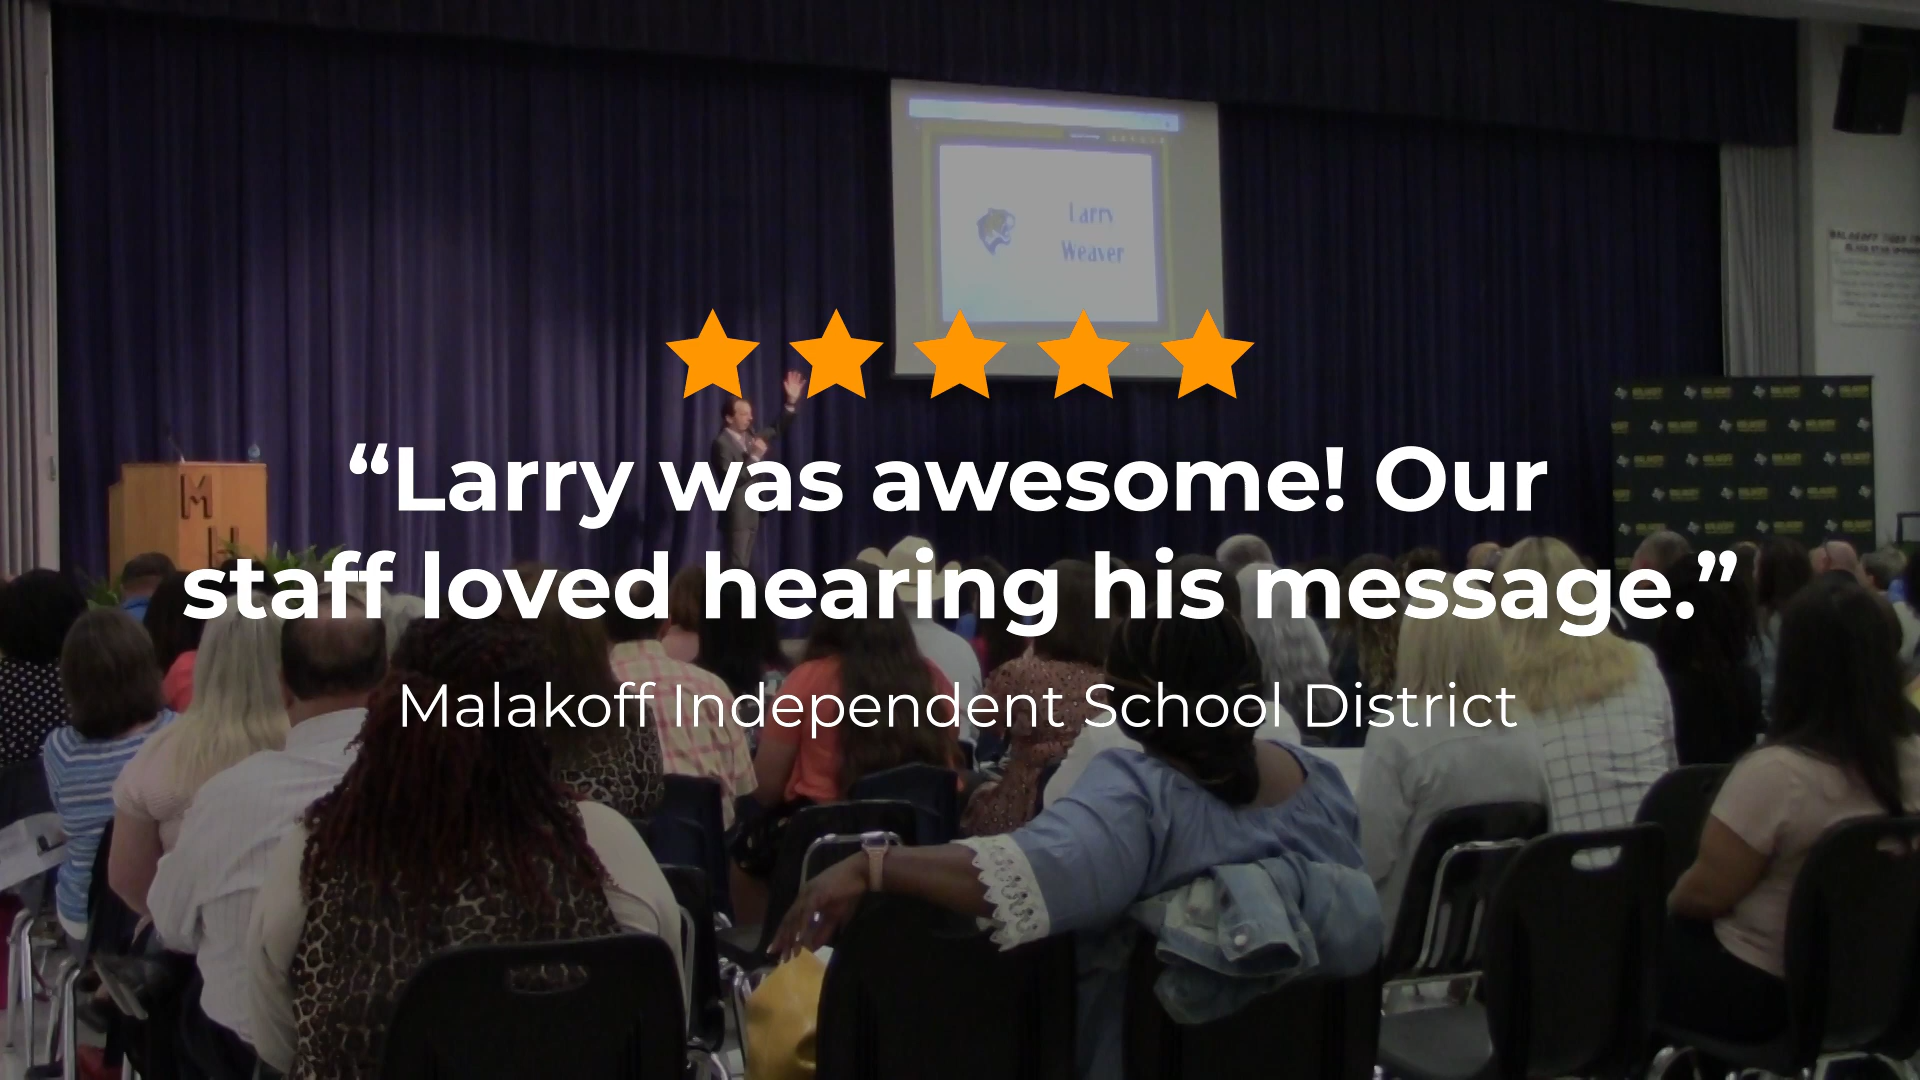 Larry
Weaver
“Larry was awesome! Our
staff loved hearing his message.”
M
H
Malakoff Independent School District